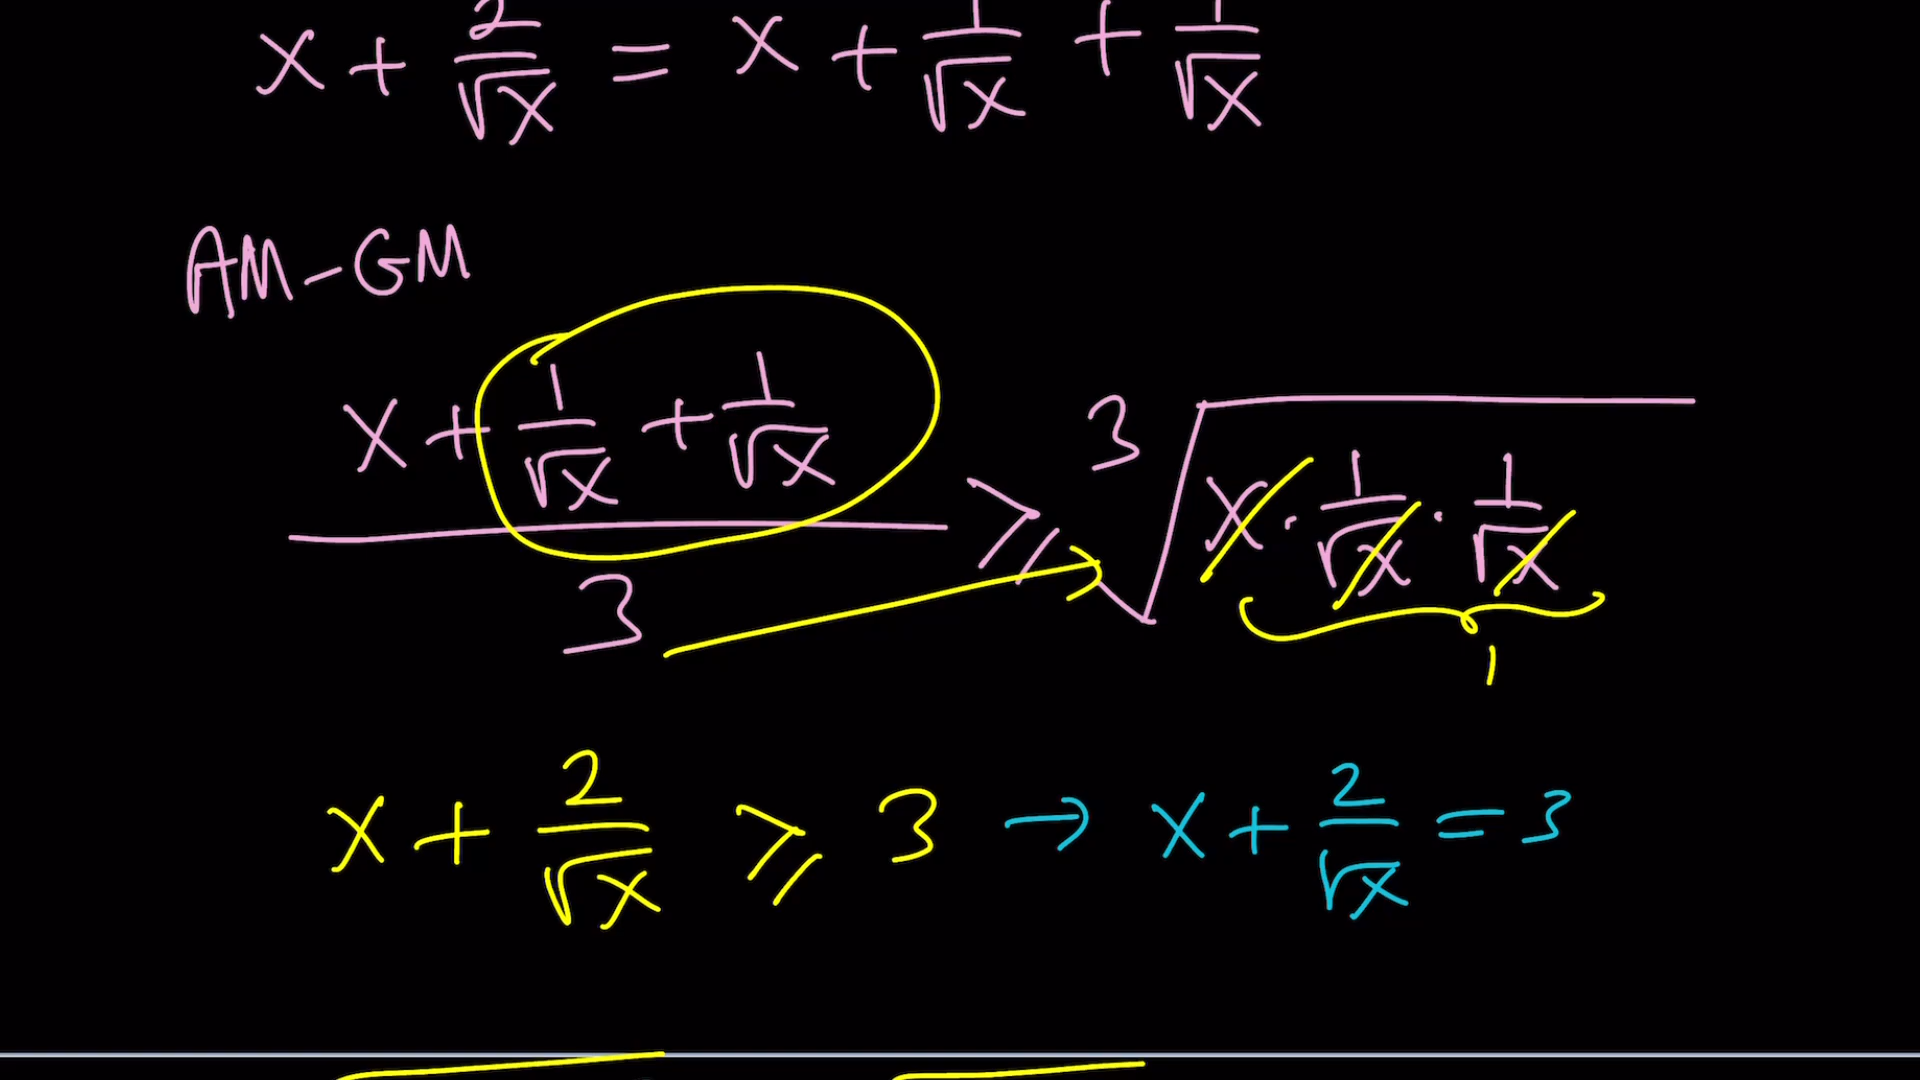 x + 2/√x = x + 1/√x + 1/√x
AM-GM
(x + 1/√x + 1/√x)/3 ≥ ∛(x · 1/√x · 1/√x)
1
x + 2/√x ≥ 3 → x + 2/√x = 3